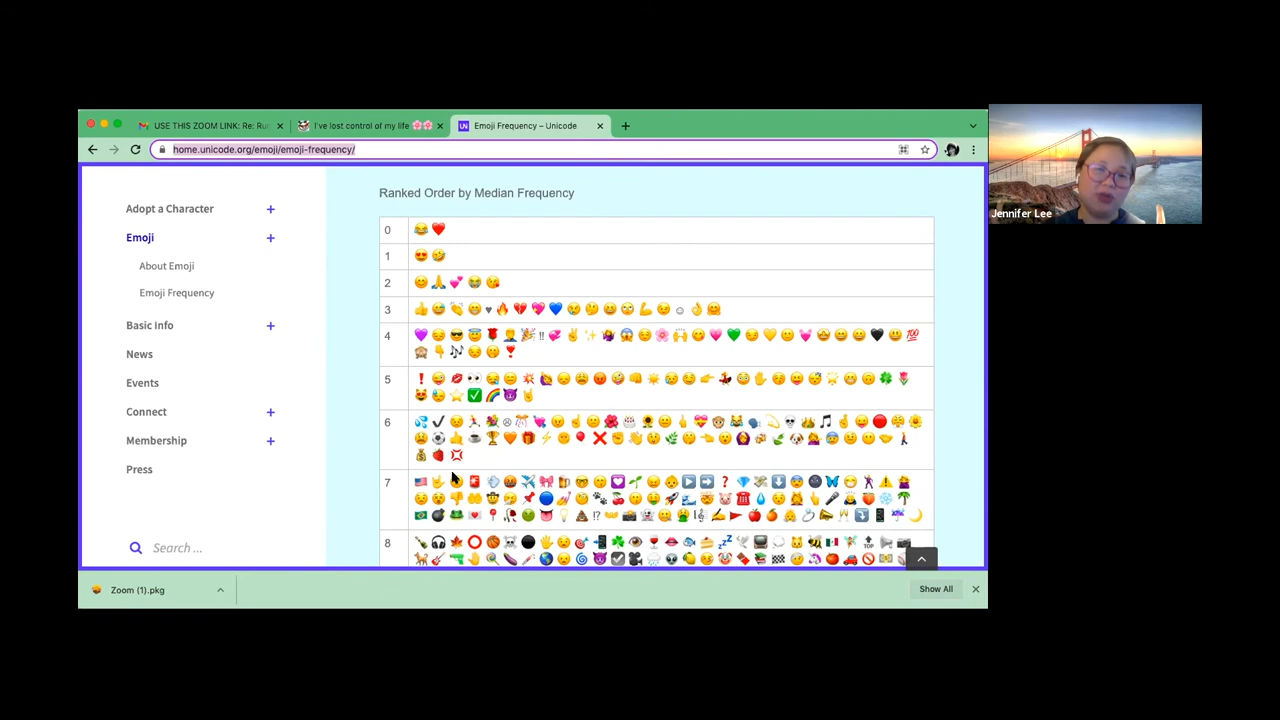 USE THIS ZOOM LINK: Re: Ru
I've lost control of my life 🌸🌸
Emoji Frequency – Unicode
home.unicode.org/emoji/emoji-frequency/
Jennifer Lee
Adopt a Character +
Emoji +
About Emoji
Emoji Frequency
Basic Info +
News
Events
Connect +
Membership +
Press
Search ...
Ranked Order by Median Frequency
0
1
2
3
4
5
6
7
8
Zoom (1).pkg
Show All